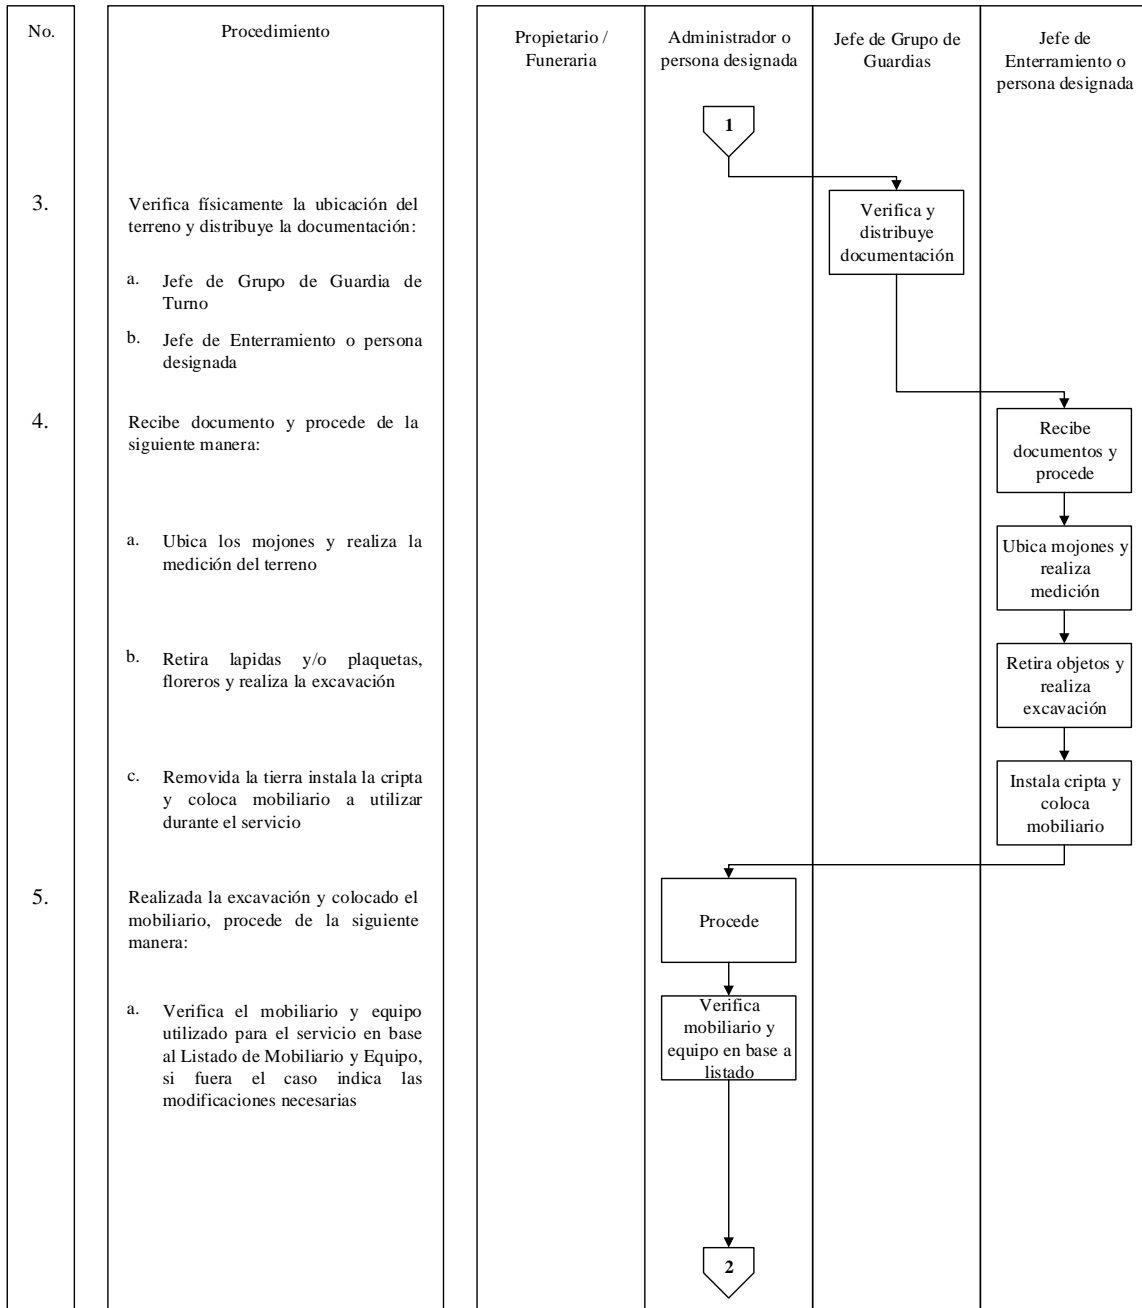 No.
Procedimiento
Propietario /
Funeraria
Administrador o
persona designada
Jefe de Grupo de
Guardias
Jefe de
Enterramiento o
persona designada
1
3.
Verifica físicamente la ubicación del
terreno y distribuye la documentación:
a. Jefe de Grupo de Guardia de
Turno
b. Jefe de Enterramiento o persona
designada
Verifica y
distribuye
documentación
4.
Recibe documento y procede de la
siguiente manera:
Recibe
documentos y
procede
a. Ubica los mojones y realiza la
medición del terreno
Ubica mojones y
realiza
medición
b. Retira lapidas y/o plaquetas,
floreros y realiza la excavación
Retira objetos y
realiza
excavación
c. Removida la tierra instala la cripta
y coloca mobiliario a utilizar
durante el servicio
Instala cripta y
coloca
mobiliario
5.
Realizada la excavación y colocado el
mobiliario, procede de la siguiente
manera:
Procede
a. Verifica el mobiliario y equipo
utilizado para el servicio en base
al Listado de Mobiliario y Equipo,
si fuera el caso indica las
modificaciones necesarias
Verifica
mobiliario y
equipo en base a
listado
2